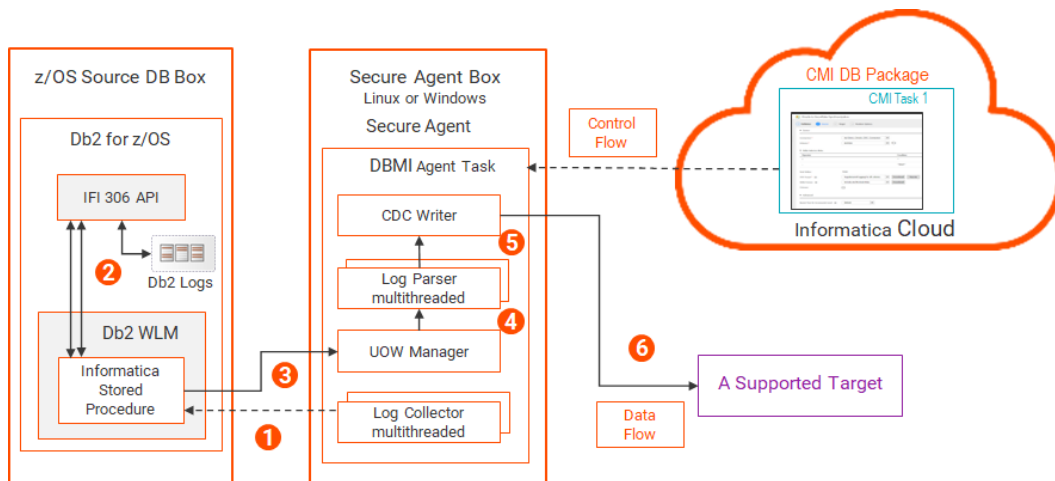 z/OS Source DB Box
Db2 for z/OS
IFI 306 API
2
Db2 Logs
Db2 WLM
Informatica
Stored
Procedure
1
3
Secure Agent Box
Linux or Windows
Secure Agent
DBMI Agent Task
CDC Writer
5
Log Parser
multithreaded
4
UOW Manager
Log Collector
multithreaded
Control
Flow
CMI DB Package
CMI Task 1
Informatica Cloud
6
A Supported Target
Data
Flow